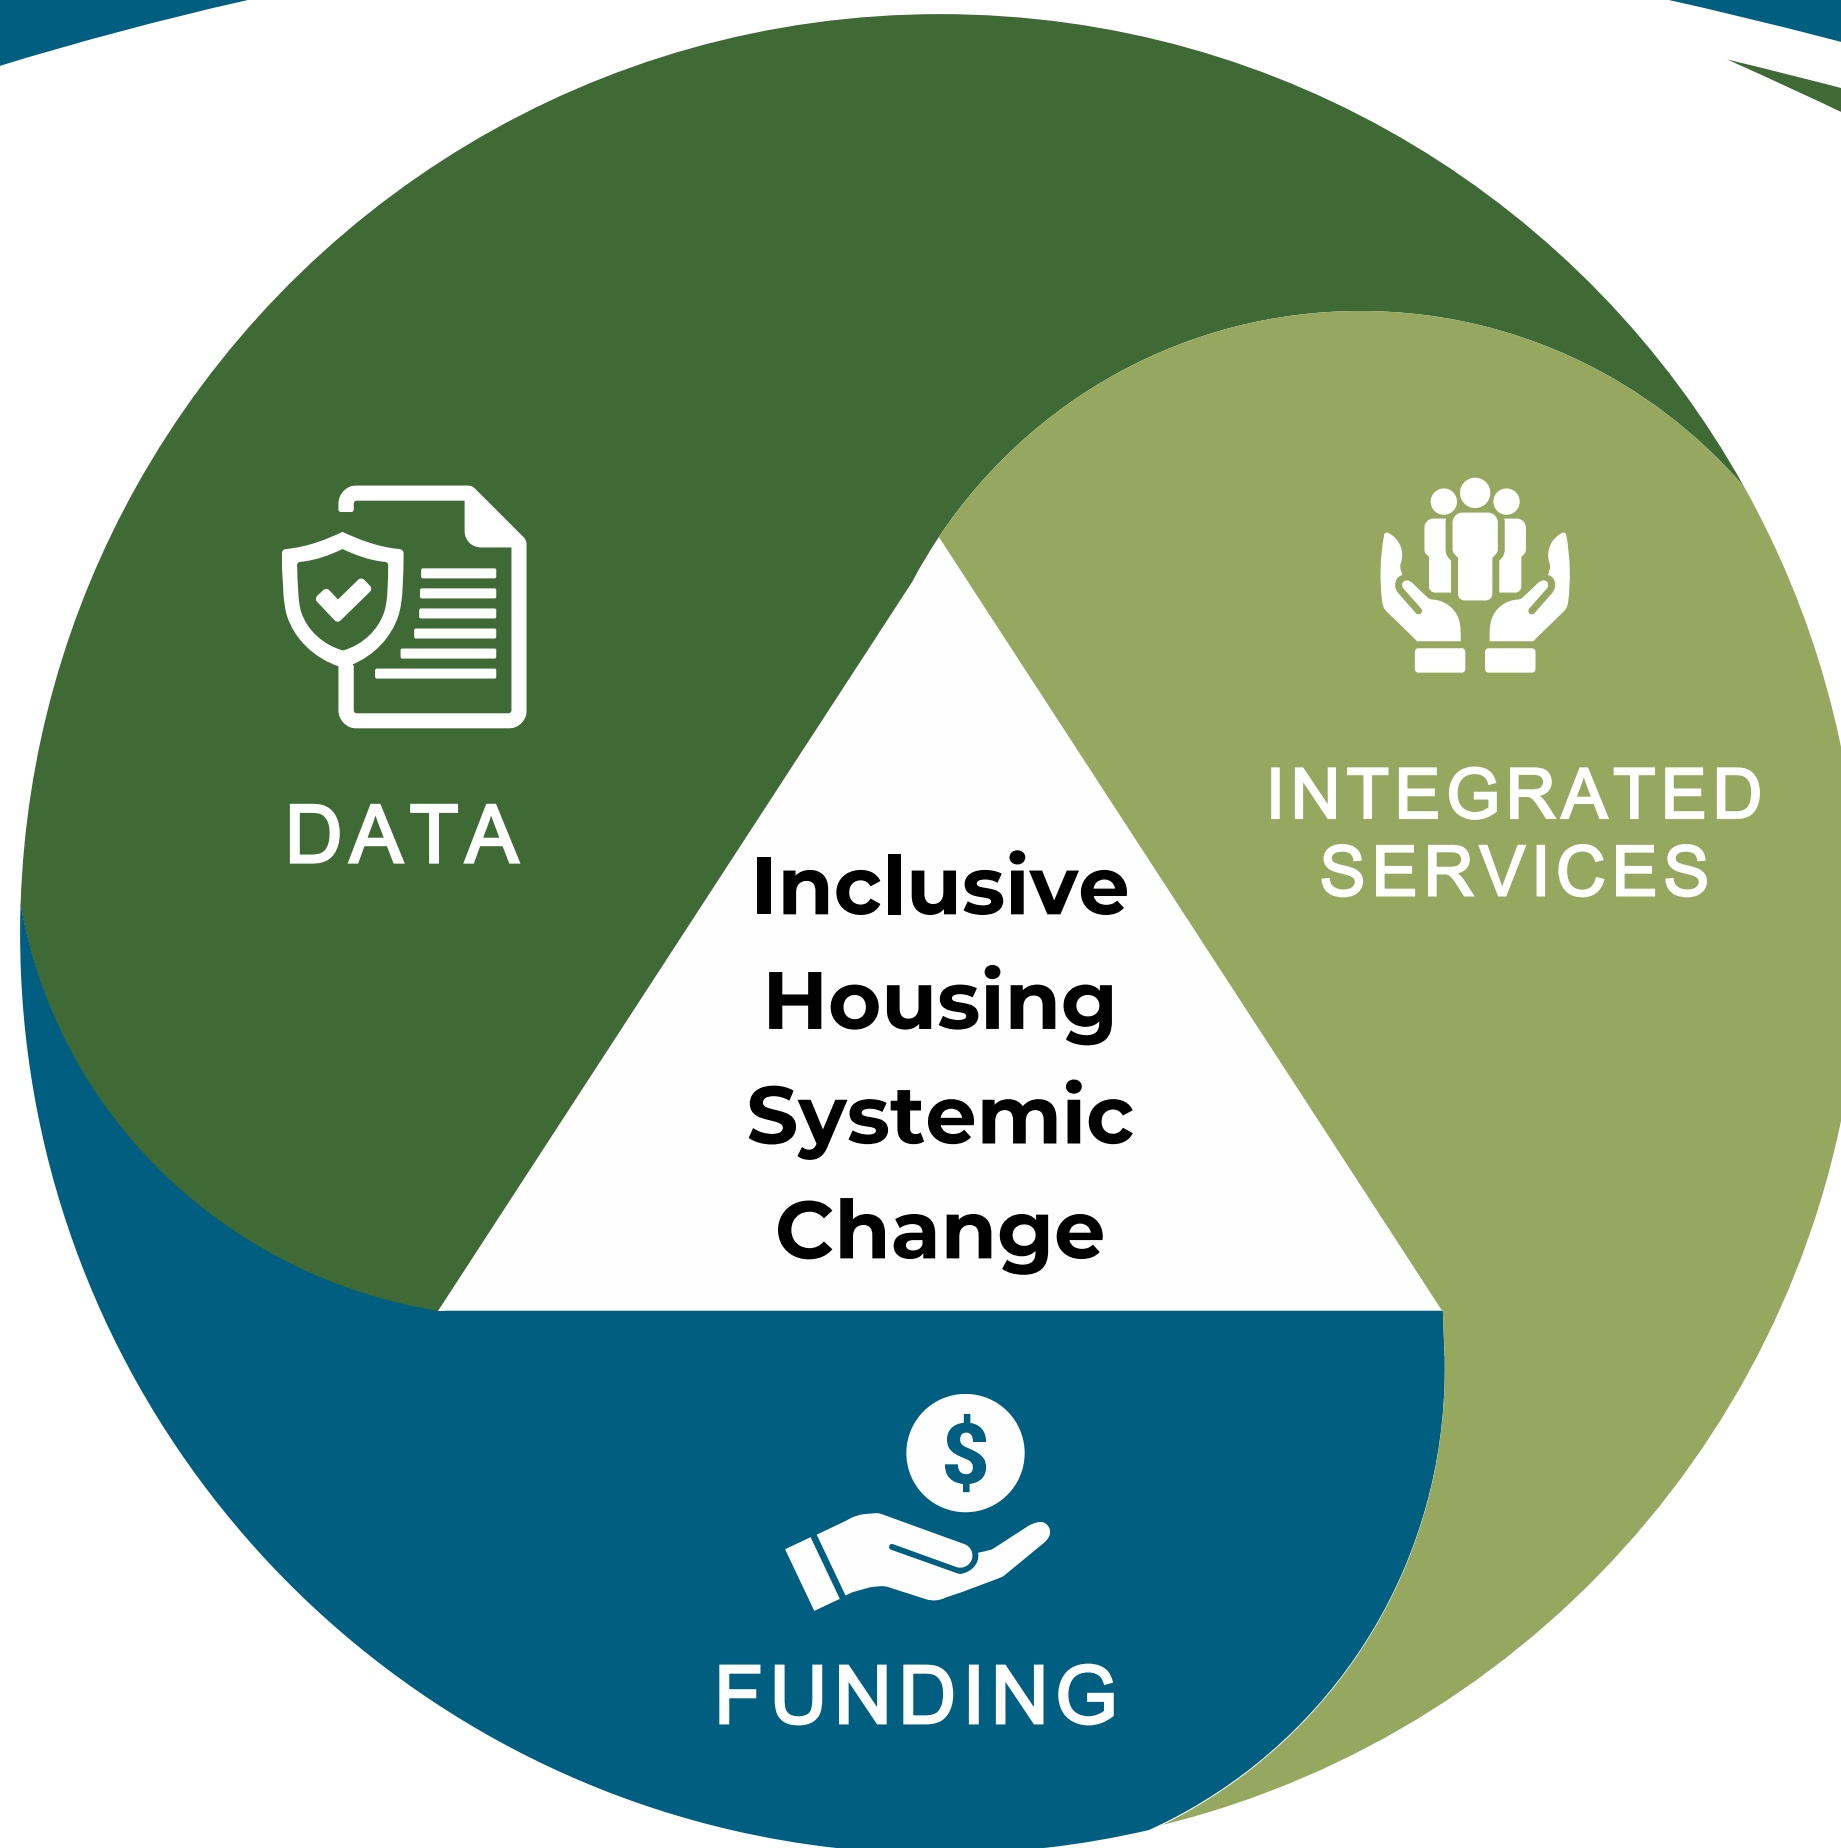 DATA
INTEGRATED
SERVICES
Inclusive
Housing
Systemic
Change
$
FUNDING